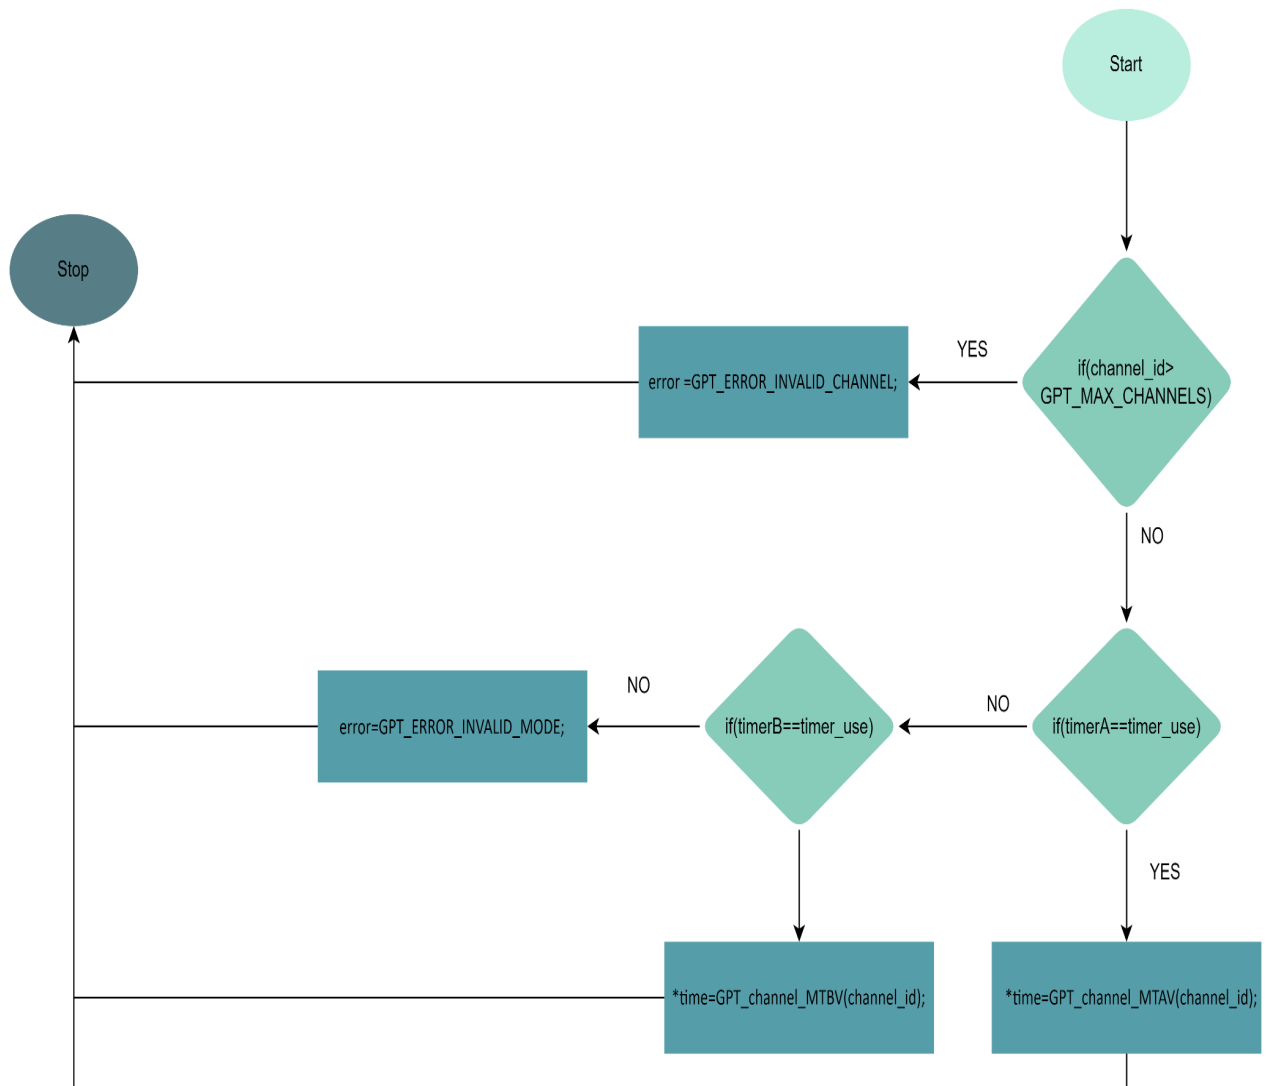 Start
Stop
if(channel_id>
GPT_MAX_CHANNELS)
YES
error =GPT_ERROR_INVALID_CHANNEL;
NO
if(timerA==timer_use)
NO
if(timerB==timer_use)
NO
error=GPT_ERROR_INVALID_MODE;
YES
*time=GPT_channel_MTBV(channel_id);
*time=GPT_channel_MTAV(channel_id);